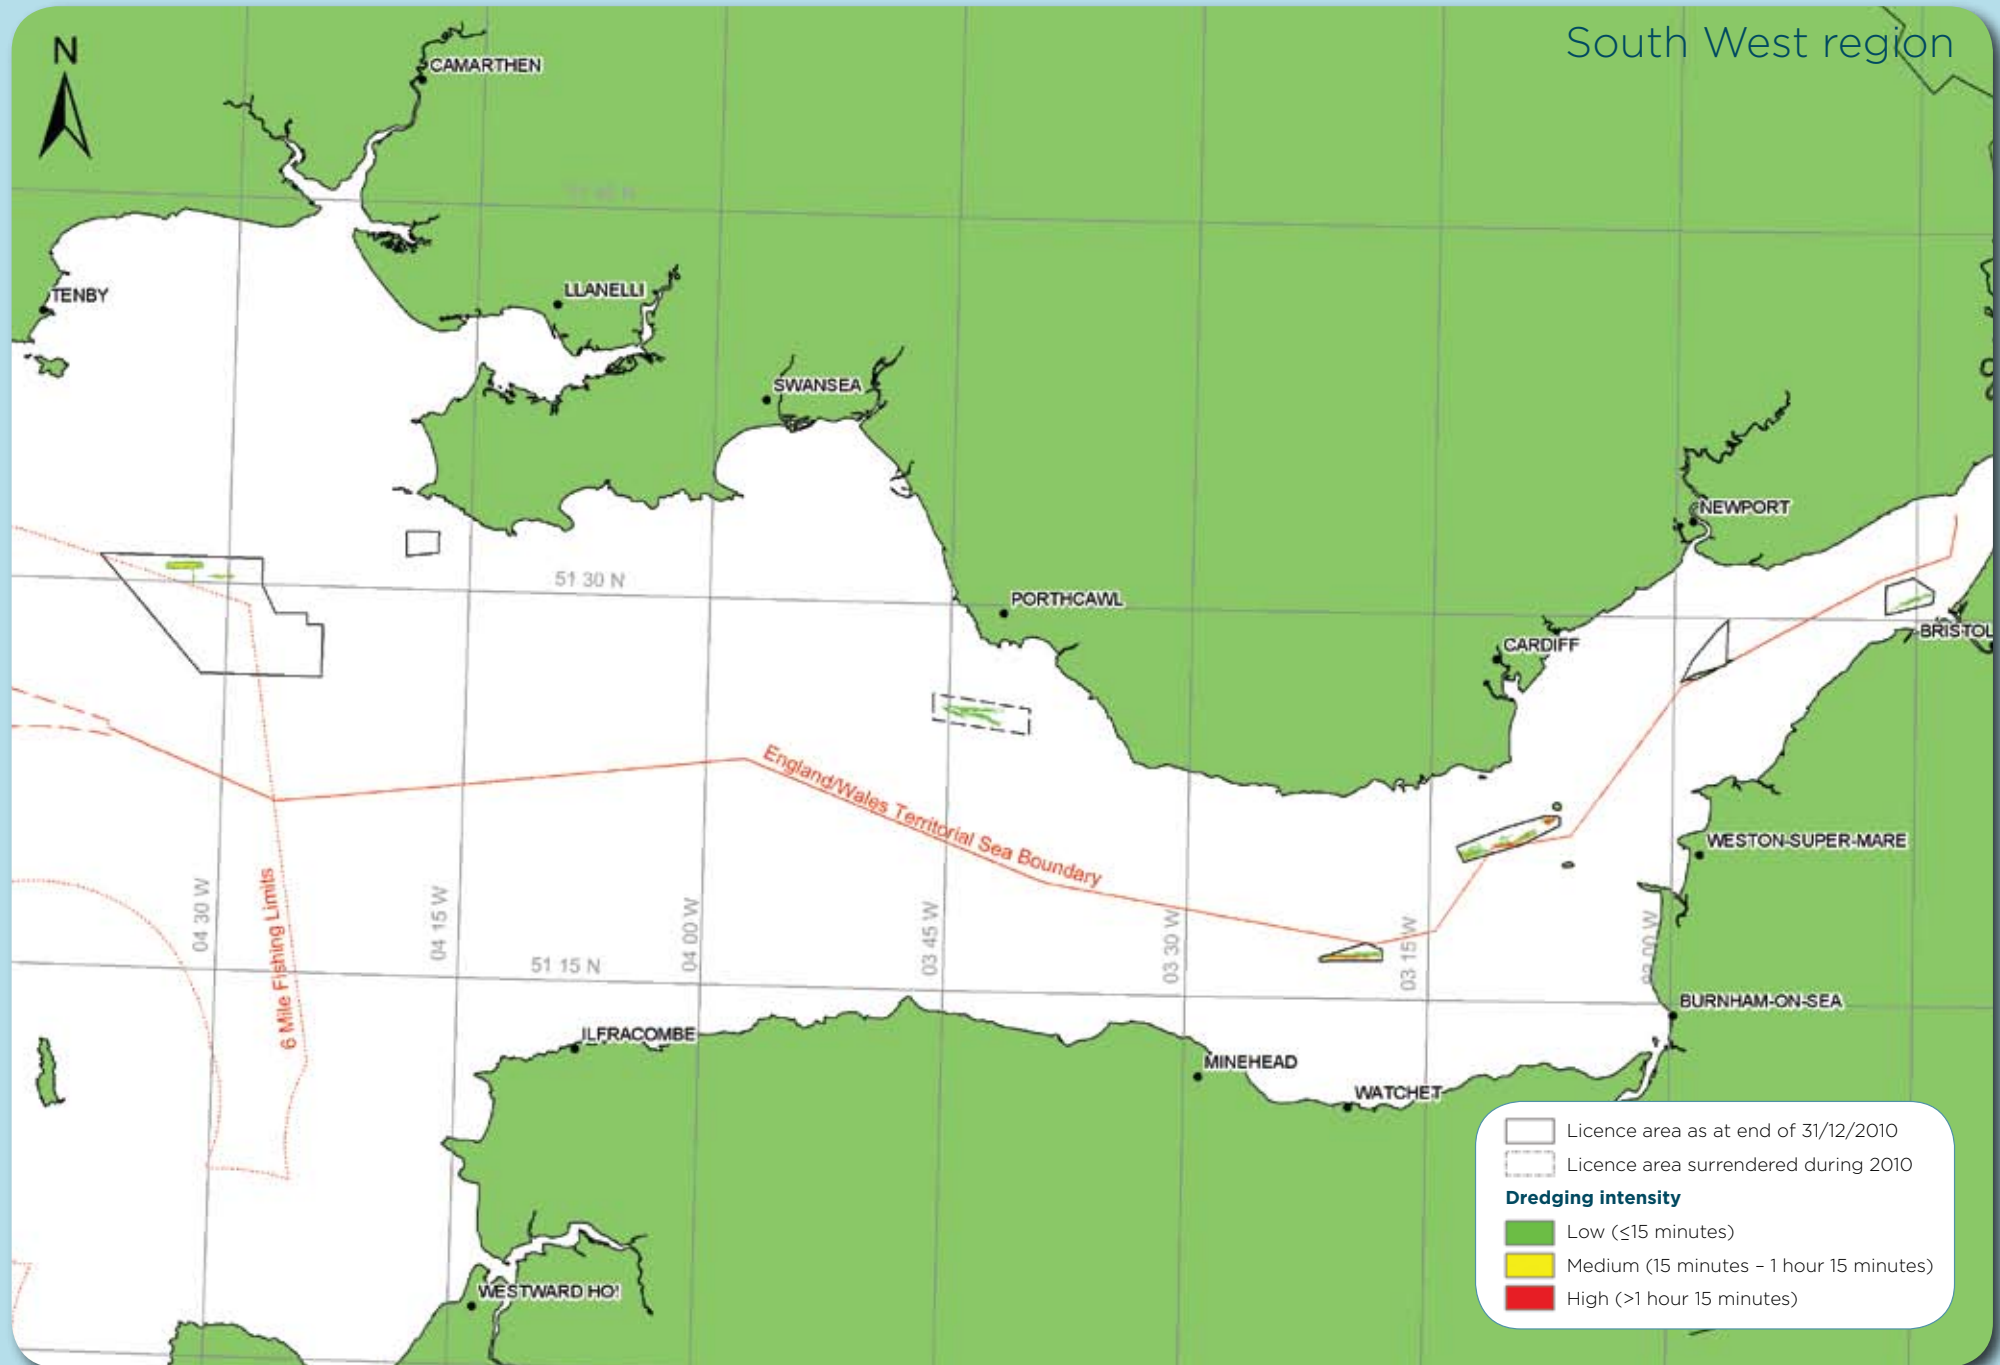 South West region
N
CAMARTHEN
TENBY
LLANELLI
SWANSEA
NEWPORT
51 30 N
PORTHCAWL
BRISTOL
CARDIFF
England/Wales Territorial Sea Boundary
WESTON-SUPER-MARE
6 Mile Fishing Limits
04 30 W
04 15 W
04 00 W
03 45 W
03 30 W
03 15 W
51 15 N
BURNHAM-ON-SEA
ILFRACOMBE
MINEHEAD
WATCHET
WESTWARD HO!
Licence area as at end of 31/12/2010
Licence area surrendered during 2010
Dredging intensity
Low (≤15 minutes)
Medium (15 minutes – 1 hour 15 minutes)
High (>1 hour 15 minutes)